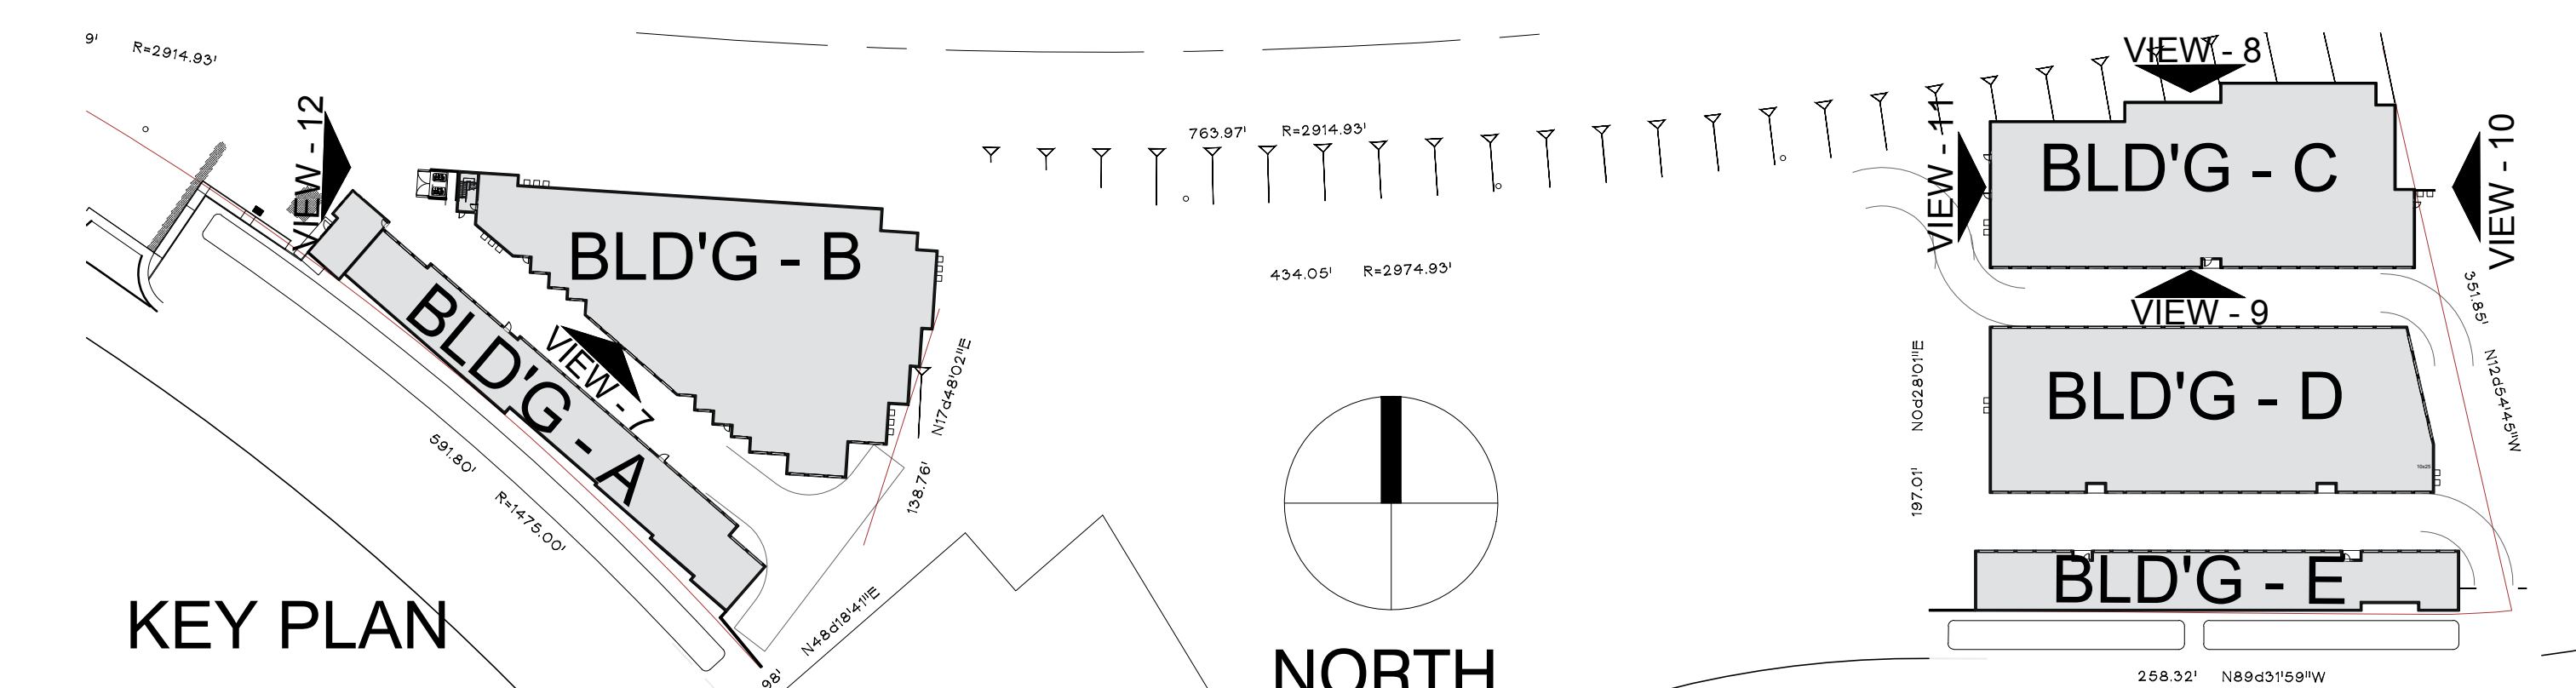 9'
R=2914.93'
VIEW - 12
BLD'G - B
BLD'G - A
VIEW - 7
591.80'
R=1475.00'
N17d48'02"E
138.76'
N48d18'41"E
98'
KEY PLAN
763.97' R=2914.93'
434.05' R=2974.93'
NORTH
VIEW - 8
VIEW - 11
BLD'G - C
VIEW - 10
VIEW - 9
351.85'
N12d54'45"W
N0d28'01"E
197.01'
BLD'G - D
BLD'G - E
258.32' N89d31'59"W